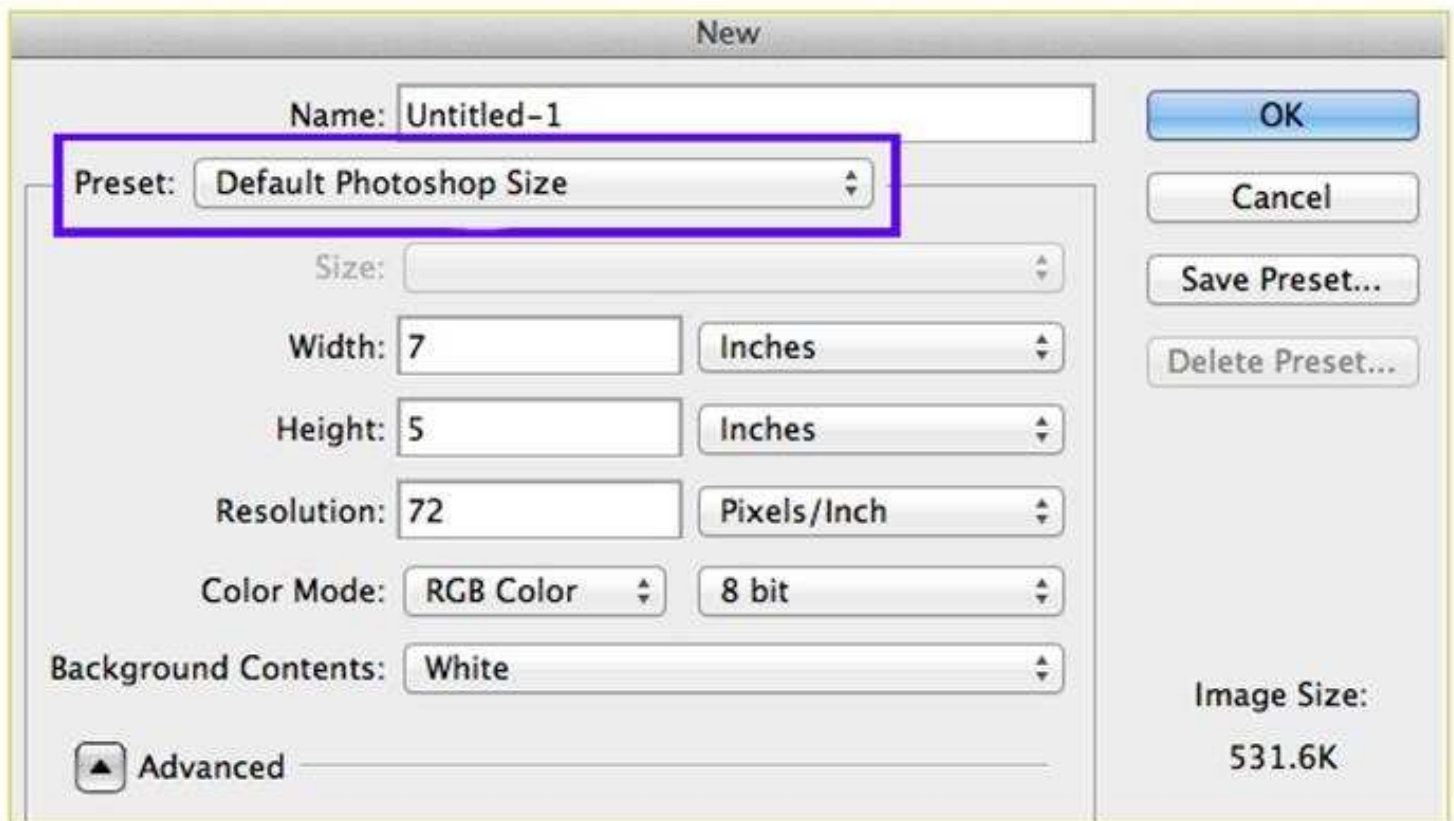 New
Name: Untitled-1
OK
Preset: Default Photoshop Size
Cancel
Size:
Save Preset...
Width: 7 Inches
Delete Preset...
Height: 5 Inches
Resolution: 72 Pixels/Inch
Color Mode: RGB Color 8 bit
Background Contents: White
Image Size:
531.6K
Advanced